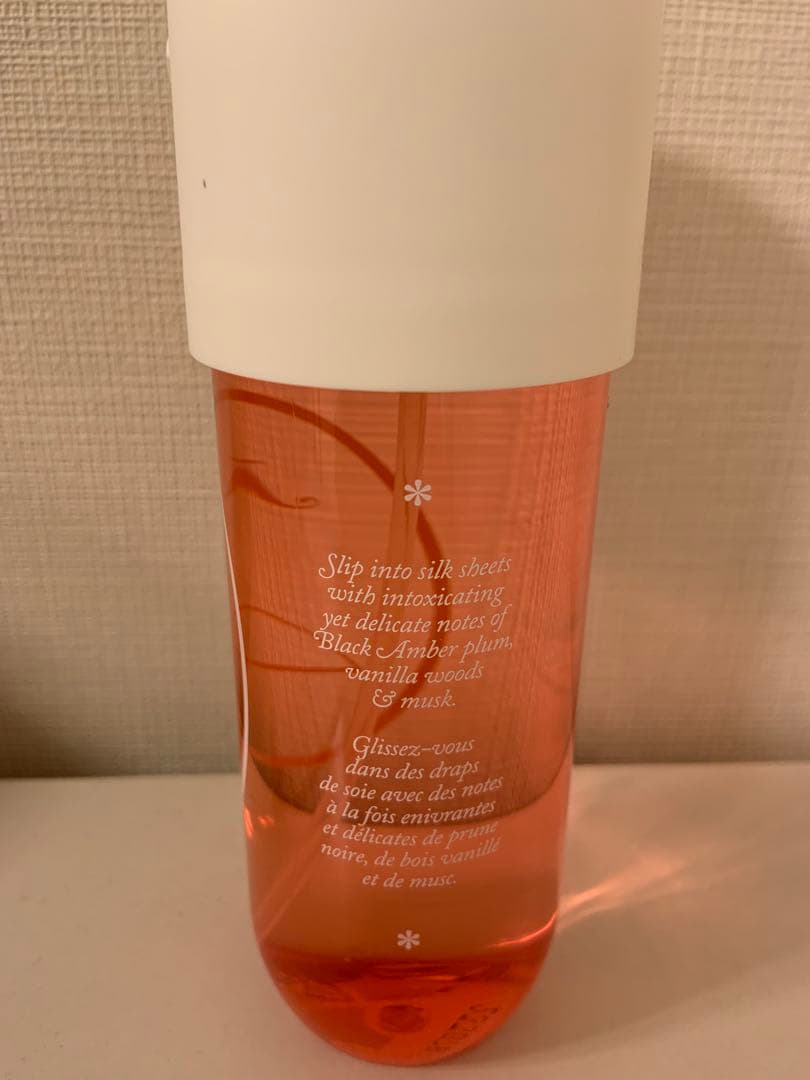 Slip into silk sheets
with intoxicating
yet delicate notes of
Black Amber plum,
vanilla woods
& musk.
Glissez-vous
dans des draps
de soie avec des notes
à la fois enivrantes
et délicates de prune
noire, de bois vanillé
et de musc.